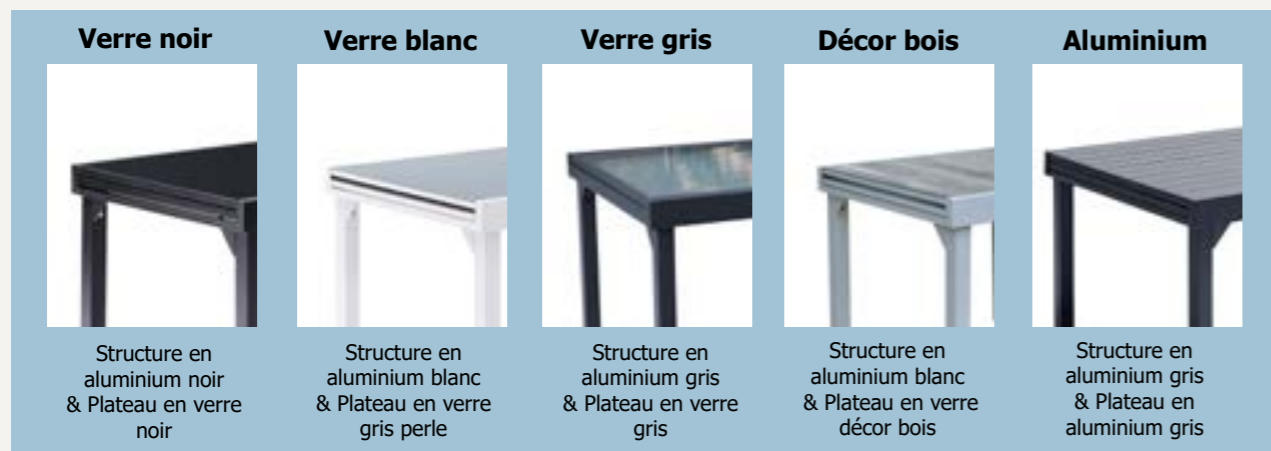 Verre noir
Verre blanc
Verre gris
Décor bois
Aluminium
Structure en
aluminium noir
& Plateau en verre
noir
Structure en
aluminium blanc
& Plateau en verre
gris perle
Structure en
aluminium gris
& Plateau en verre
gris
Structure en
aluminium blanc
& Plateau en verre
décor bois
Structure en
aluminium gris
& Plateau en
aluminium gris